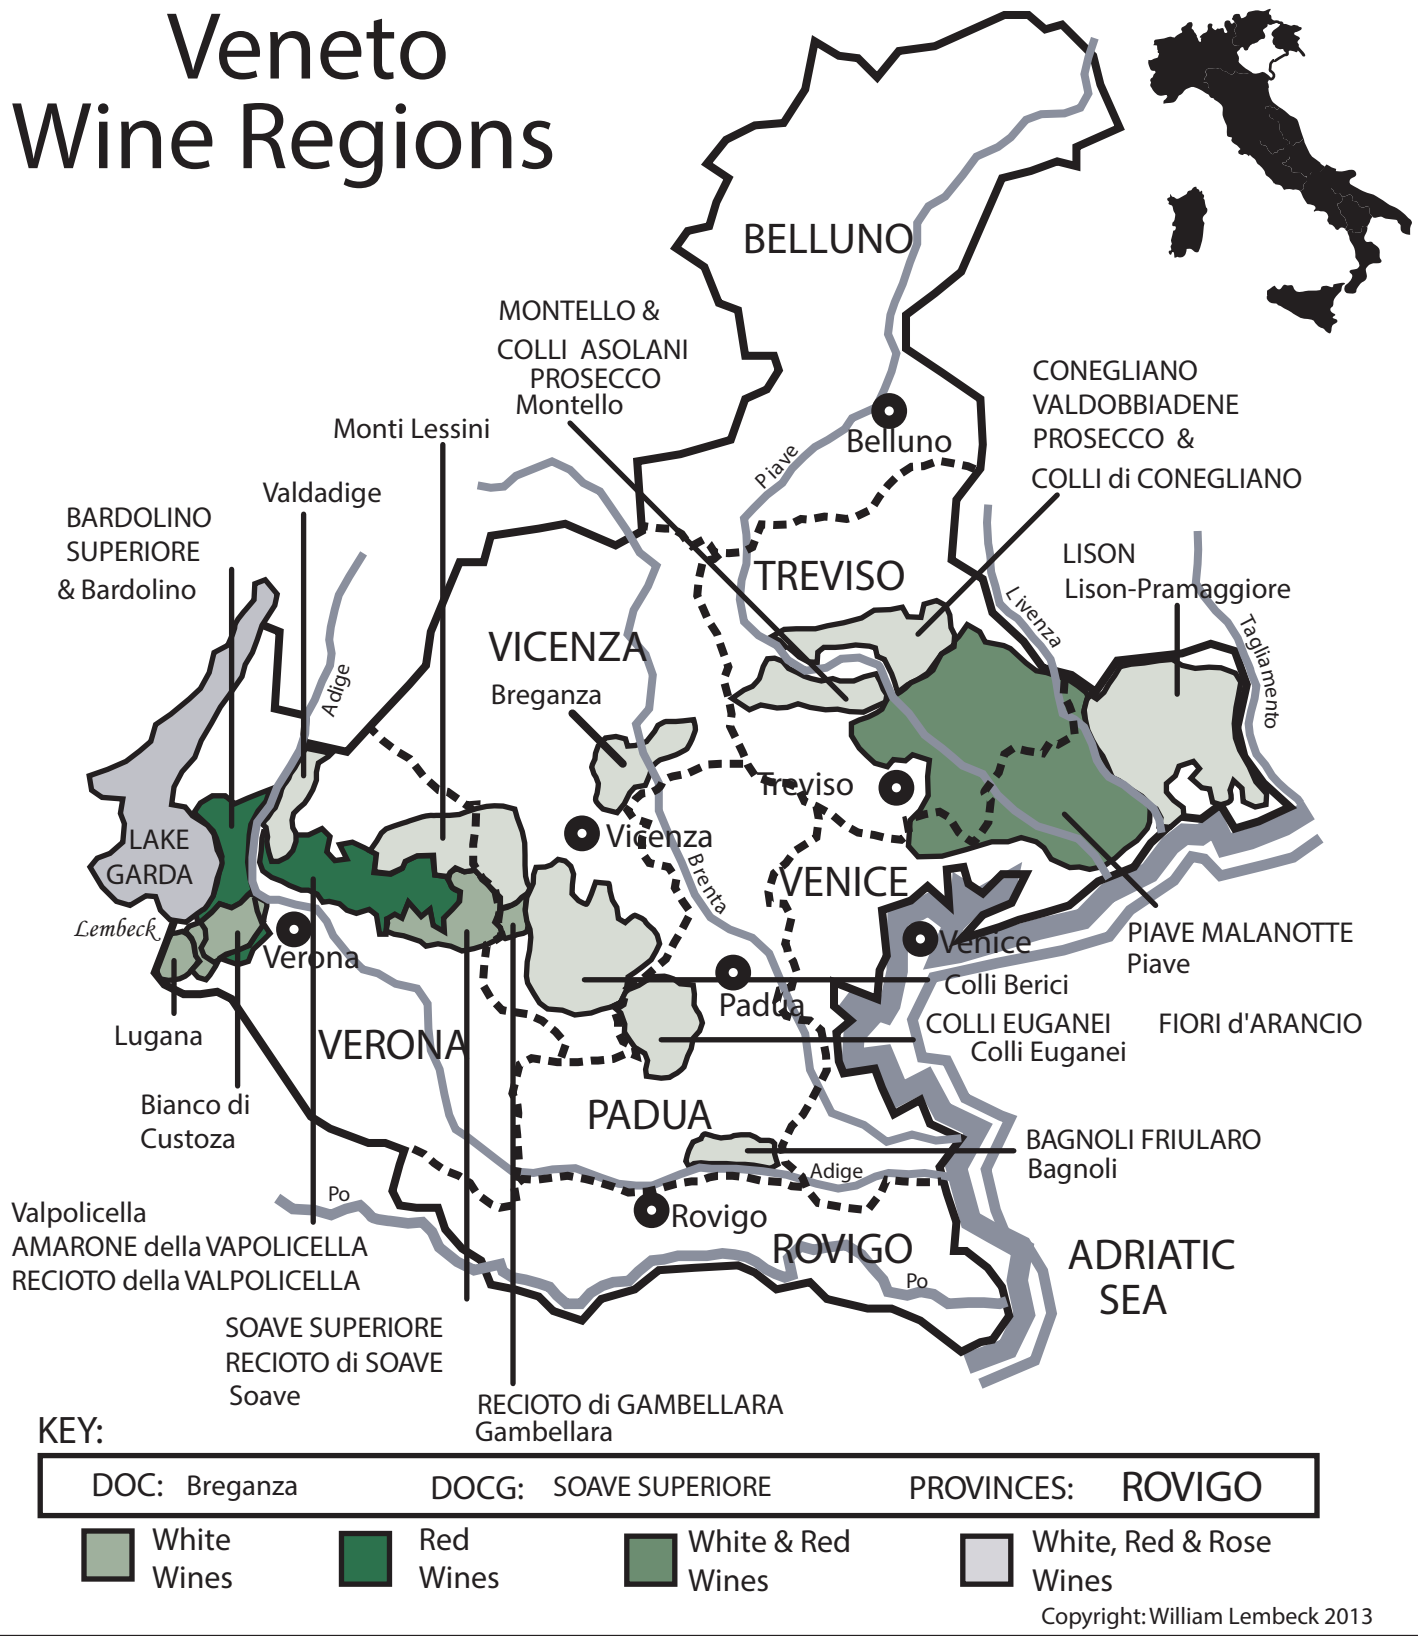 Veneto
Wine Regions
BELLUNO
MONTELLO &
COLLI ASOLANI
PROSECCO
Montello
CONEGLIANO
VALDOBBIADENE
PROSECCO &
COLLI di CONEGLIANO
Monti Lessini
Belluno
Piave
Valdadige
BARDOLINO
SUPERIORE
& Bardolino
LISON
Lison-Pramaggiore
TREVISO
Livenza
Tagliamento
VICENZA
Breganza
Adige
Treviso
LAKE
GARDA
Vicenza
Brenta
VENICE
Lembeck
Verona
Venice
PIAVE MALANOTTE
Piave
Padua
Colli Berici
Lugana
VERONA
COLLI EUGANEI FIORI d'ARANCIO
Colli Euganei
Bianco di
Custoza
PADUA
BAGNOLI FRIULARO
Bagnoli
Adige
Po
Rovigo
Valpolicella
AMARONE della VAPOLICELLA
RECIOTO della VALPOLICELLA
ROVIGO
Po
ADRIATIC
SEA
SOAVE SUPERIORE
RECIOTO di SOAVE
Soave
RECIOTO di GAMBELLARA
Gambellara
KEY:
DOC: Breganza DOCG: SOAVE SUPERIORE PROVINCES: ROVIGO
White
Wines
Red
Wines
White & Red
Wines
White, Red & Rose
Wines
Copyright: William Lembeck 2013